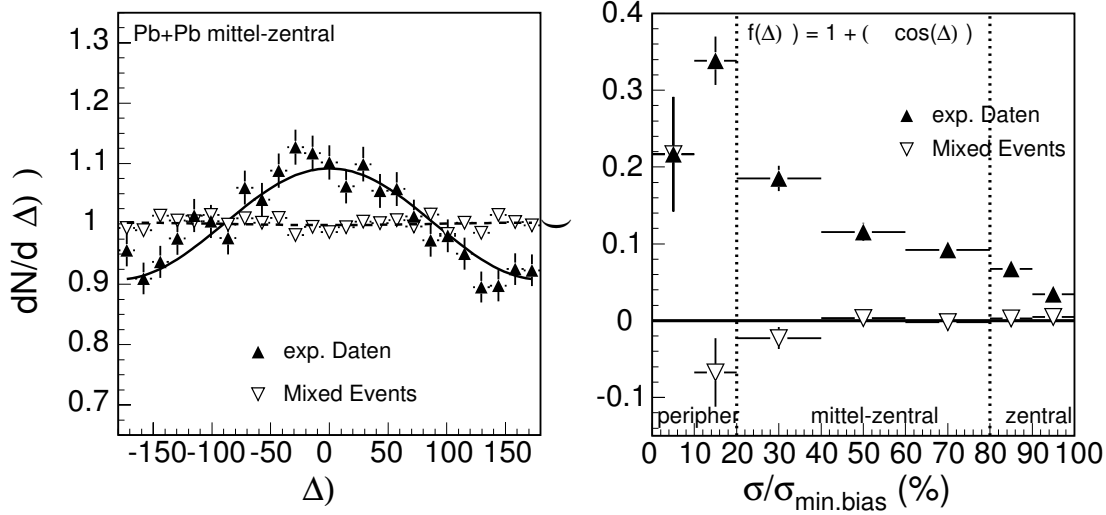 Pb+Pb mittel-zentral
1.3
1.2
1.1
1
0.9
0.8
0.7
dN/d Δ)
exp. Daten
Mixed Events
-150 -100 -50 0 50 100 150
Δ)
(
0.4
0.3
0.2
0.1
0
-0.1
f(Δ) ) = 1 + ( cos(Δ) )
exp. Daten
Mixed Events
peripher mittel-zentral zentral
0 10 20 30 40 50 60 70 80 90 100
σ/σmin.bias (%)